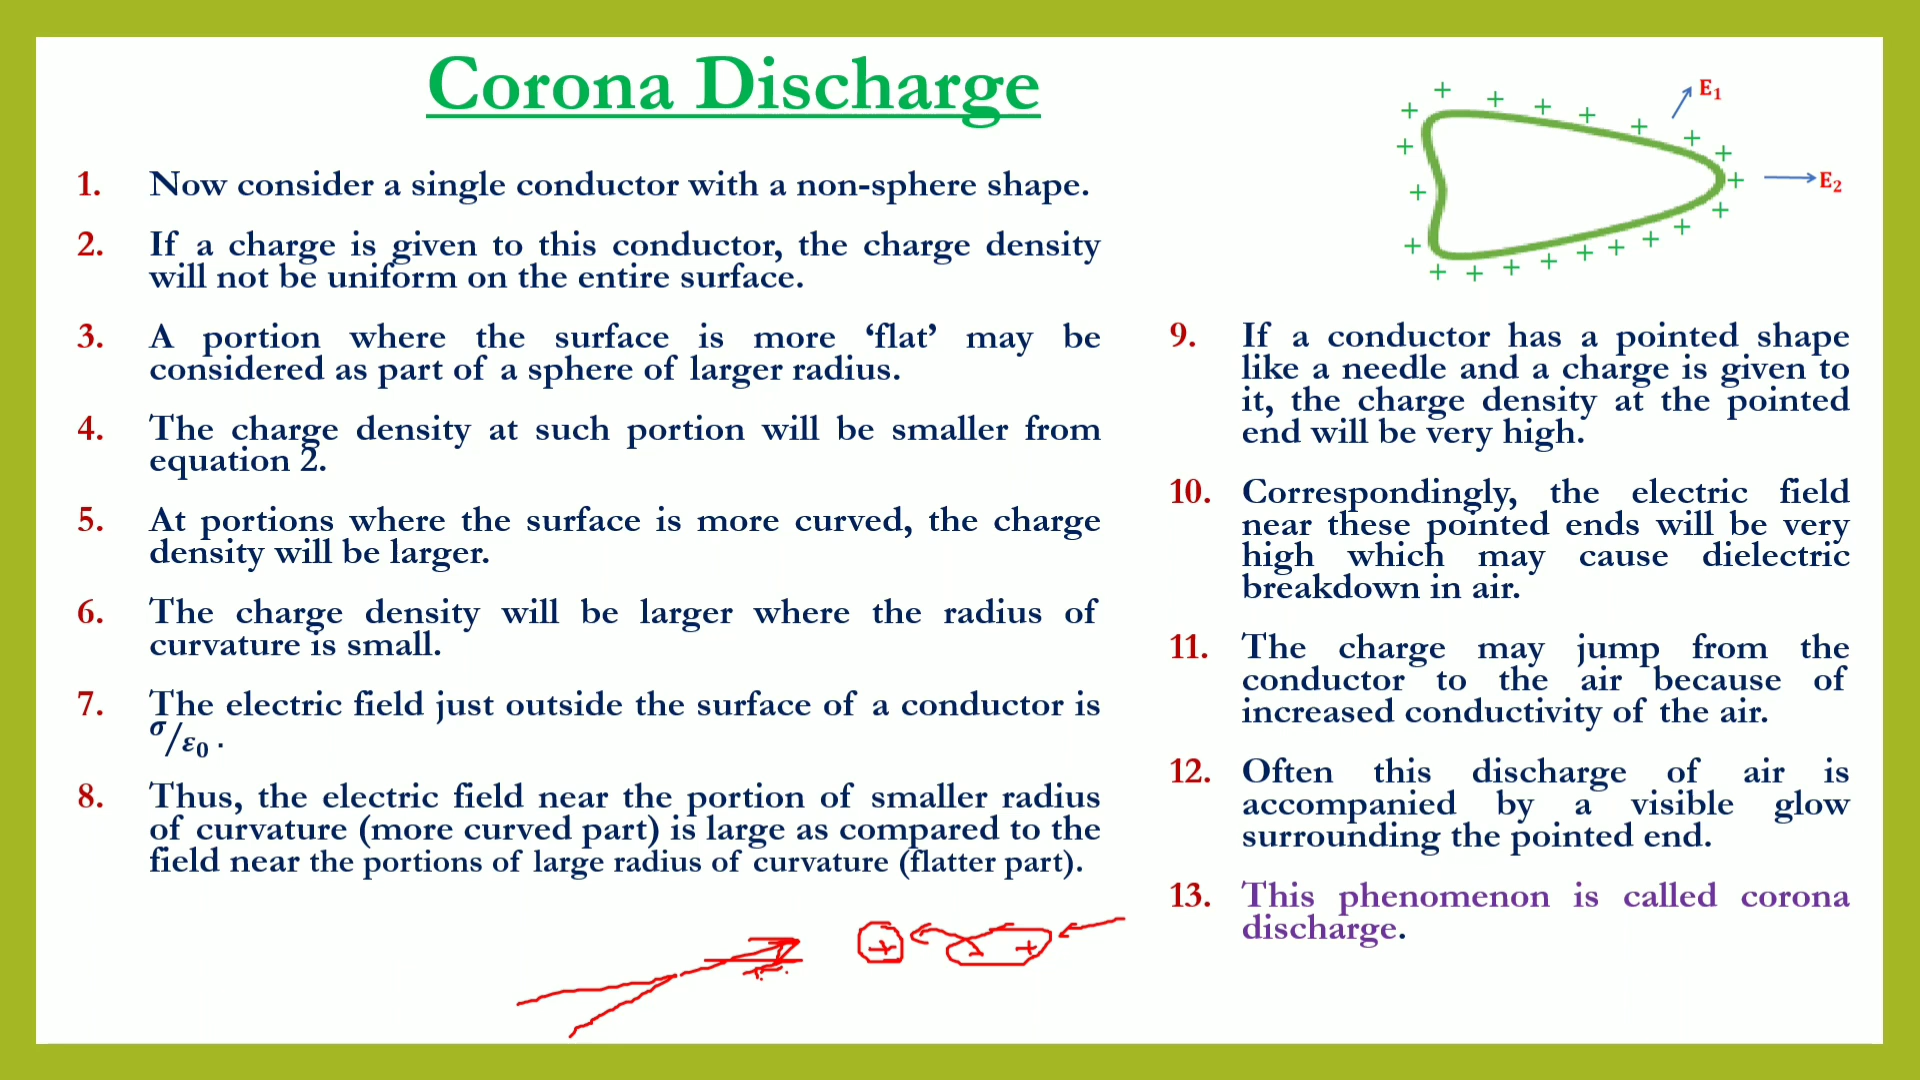 Corona Discharge
1. Now consider a single conductor with a non-sphere shape.
2. If a charge is given to this conductor, the charge density
will not be uniform on the entire surface.
3. A portion where the surface is more ‘flat’ may be
considered as part of a sphere of larger radius.
4. The charge density at such portion will be smaller from
equation 2.
5. At portions where the surface is more curved, the charge
density will be larger.
6. The charge density will be larger where the radius of
curvature is small.
7. The electric field just outside the surface of a conductor is
σ/ε₀ .
8. Thus, the electric field near the portion of smaller radius
of curvature (more curved part) is large as compared to the
field near the portions of large radius of curvature (flatter part).
E₁
E₂
9. If a conductor has a pointed shape
like a needle and a charge is given to
it, the charge density at the pointed
end will be very high.
10. Correspondingly, the electric field
near these pointed ends will be very
high which may cause dielectric
breakdown in air.
11. The charge may jump from the
conductor to the air because of
increased conductivity of the air.
12. Often this discharge of air is
accompanied by a visible glow
surrounding the pointed end.
13. This phenomenon is called corona
discharge.